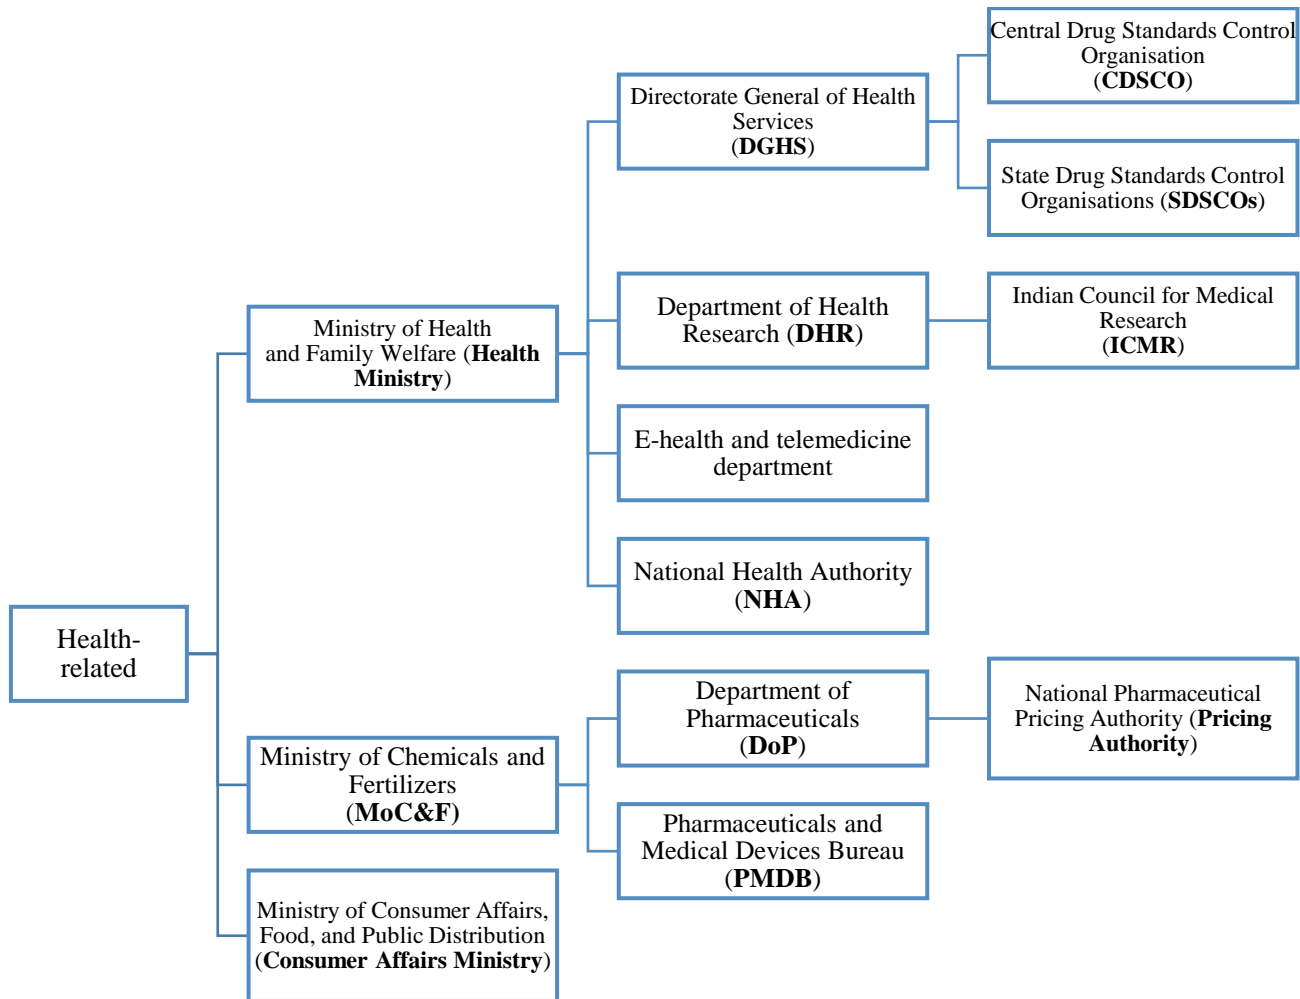 Health-
related
Ministry of Health
and Family Welfare (Health
Ministry)
Directorate General of Health
Services
(DGHS)
Central Drug Standards Control
Organisation
(CDSCO)
State Drug Standards Control
Organisations (SDSCOs)
Department of Health
Research (DHR)
Indian Council for Medical
Research
(ICMR)
E-health and telemedicine
department
National Health Authority
(NHA)
Ministry of Chemicals and
Fertilizers
(MoC&F)
Department of
Pharmaceuticals
(DoP)
National Pharmaceutical
Pricing Authority (Pricing
Authority)
Pharmaceuticals and
Medical Devices Bureau
(PMDB)
Ministry of Consumer Affairs,
Food, and Public Distribution
(Consumer Affairs Ministry)